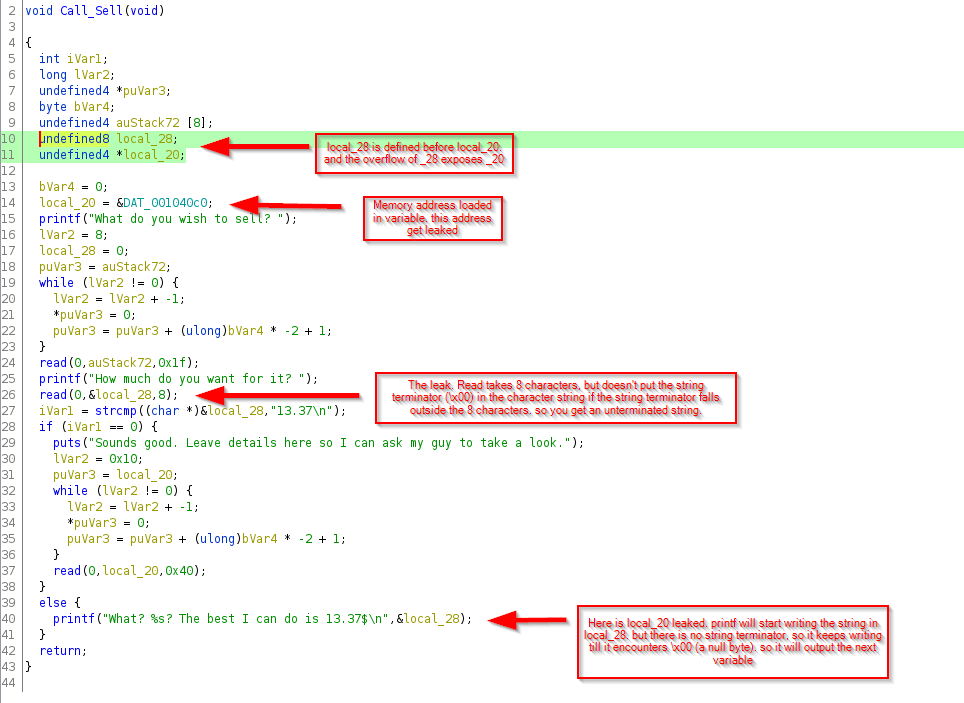 2 void Call_Sell(void)
3
4 {
5 int iVar1;
6 long lVar2;
7 undefined4 *puVar3;
8 byte bVar4;
9 undefined4 auStack72 [8];
10 undefined8 local_28;
11 undefined4 *local_20;
local_28 is defined before local_20.
and the overflow of _28 exposes _20
12
13 bVar4 = 0;
14 local_20 = &DAT_001040c0;
15 printf("What do you wish to sell? ");
16 lVar2 = 8;
17 local_28 = 0;
Memory address loaded
in variable. this address
get leaked
18 puVar3 = auStack72;
19 while (lVar2 != 0) {
20 lVar2 = lVar2 + -1;
21 *puVar3 = 0;
22 puVar3 = puVar3 + (ulong)bVar4 * -2 + 1;
23 }
24 read(0,auStack72,0x1f);
25 printf("How much do you want for it? ");
26 read(0,&local_28,8);
27 iVar1 = strcmp((char *)&local_28,"13.37\n");
The leak. Read takes 8 characters, but doesn't put the string
terminator ('\x00) in the character string if the string terminator falls
outside the 8 characters. so you get an unterminated string.
28 if (iVar1 == 0) {
29 puts("Sounds good. Leave details here so I can ask my guy to take a look.");
30 lVar2 = 0x10;
31 puVar3 = local_20;
32 while (lVar2 != 0) {
33 lVar2 = lVar2 + -1;
34 *puVar3 = 0;
35 puVar3 = puVar3 + (ulong)bVar4 * -2 + 1;
36 }
37 read(0,local_20,0x40);
38 }
39 else {
40 printf("What? %s? The best I can do is 13.37$\n",&local_28);
41 }
42 return;
43 }
44
Here is local_20 leaked. printf will start writing the string in
local_28. but there is no string terminator, so it keeps writing
till it encounters \x00 (a null byte). so it will output the next
variable